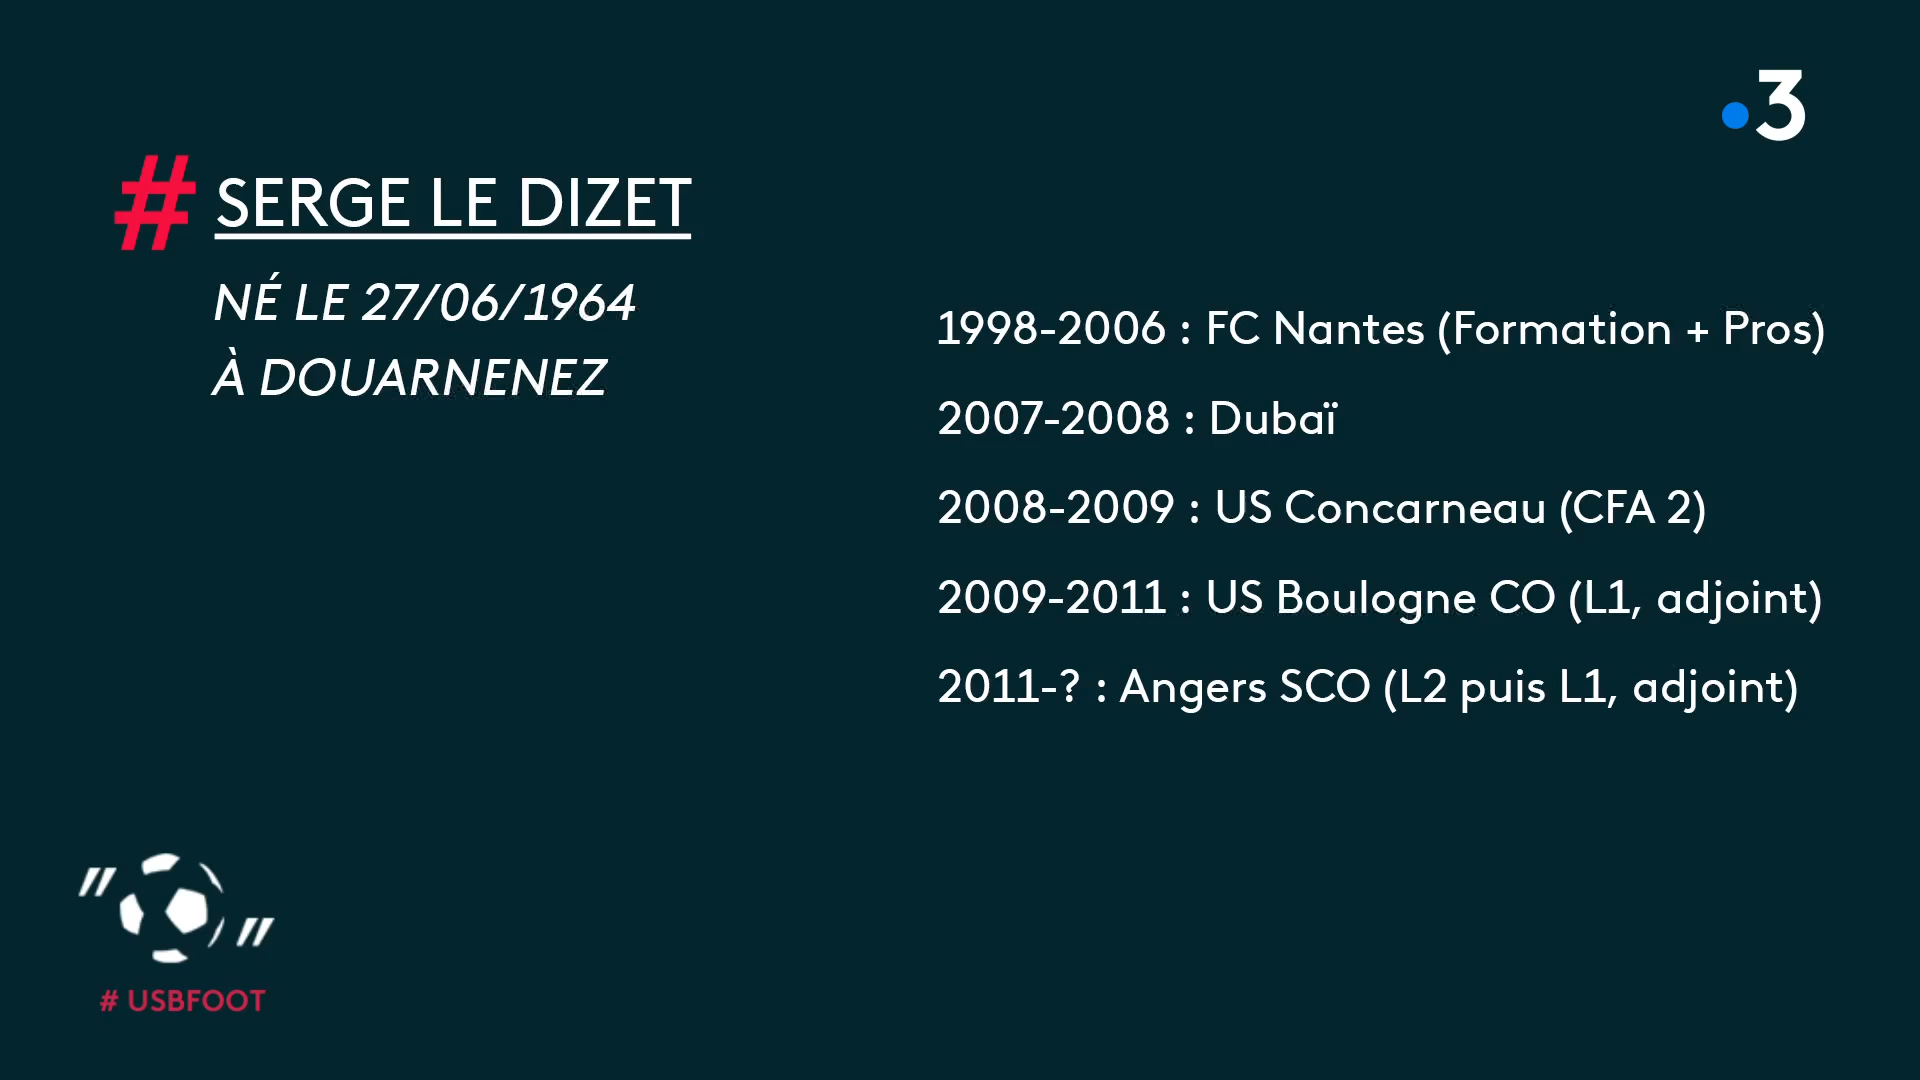 3
# SERGE LE DIZET
NÉ LE 27/06/1964
À DOUARNENEZ
1998-2006 : FC Nantes (Formation + Pros)
2007-2008 : Dubaï
2008-2009 : US Concarneau (CFA 2)
2009-2011 : US Boulogne CO (L1, adjoint)
2011-? : Angers SCO (L2 puis L1, adjoint)
# USBFOOT